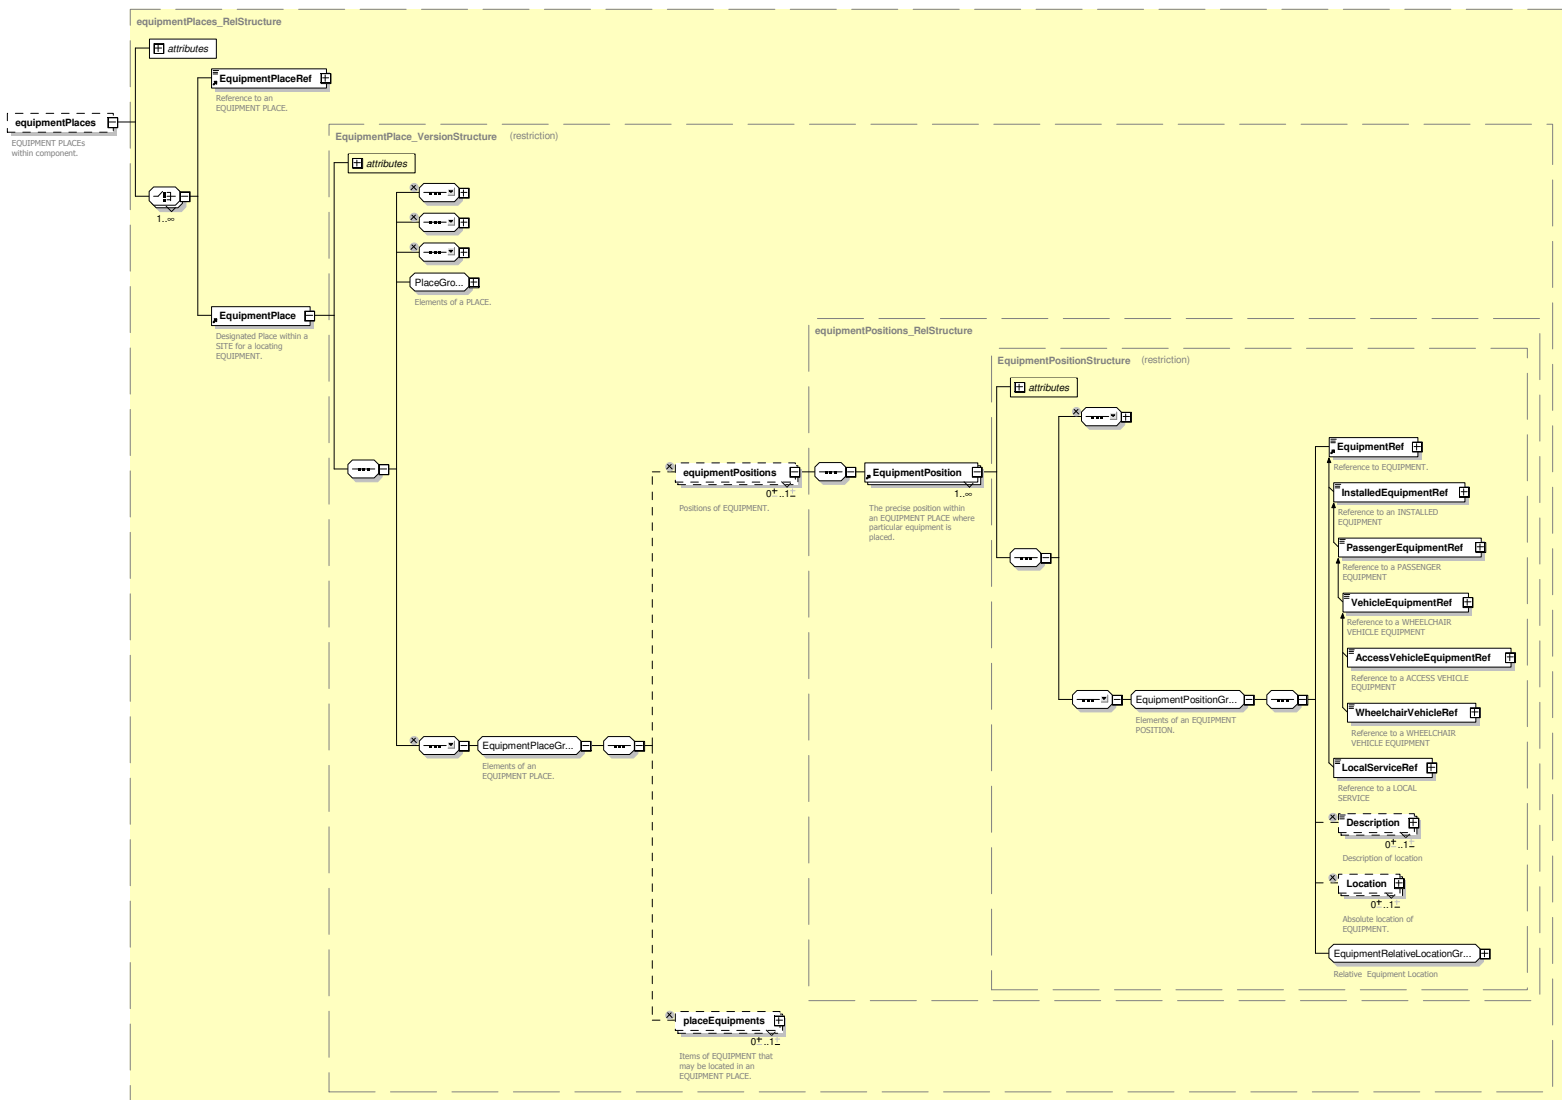 equipmentPlaces_RelStructure
attributes
EquipmentPlaceRef
Reference to an
EQUIPMENT PLACE.
equipmentPlaces
EQUIPMENT PLACEs
within component.
EquipmentPlace_VersionStructure (restriction)
attributes
1..∞
PlaceGro...
Elements of a PLACE.
EquipmentPlace
Designated Place within a
SITE for a locating
EQUIPMENT.
equipmentPositions_RelStructure
EquipmentPositionStructure (restriction)
attributes
equipmentPositions
0..1
Positions of EQUIPMENT.
EquipmentPosition
1..∞
The precise position within
an EQUIPMENT PLACE where
particular equipment is
placed.
EquipmentRef
Reference to EQUIPMENT.
InstalledEquipmentRef
Reference to an INSTALLED
EQUIPMENT
PassengerEquipmentRef
Reference to a PASSENGER
EQUIPMENT
VehicleEquipmentRef
Reference to a WHEELCHAIR
VEHICLE EQUIPMENT
AccessVehicleEquipmentRef
Reference to a ACCESS VEHICLE
EQUIPMENT
EquipmentPositionGr...
Elements of an EQUIPMENT
POSITION.
WheelchairVehicleRef
Reference to a WHEELCHAIR
VEHICLE EQUIPMENT
EquipmentPlaceGr...
Elements of an
EQUIPMENT PLACE.
LocalServiceRef
Reference to a LOCAL
SERVICE
Description
0..1
Description of location
Location
0..1
Absolute location of
EQUIPMENT.
EquipmentRelativeLocationGr...
Relative Equipment Location
placeEquipments
0..1
Items of EQUIPMENT that
may be located in an
EQUIPMENT PLACE.